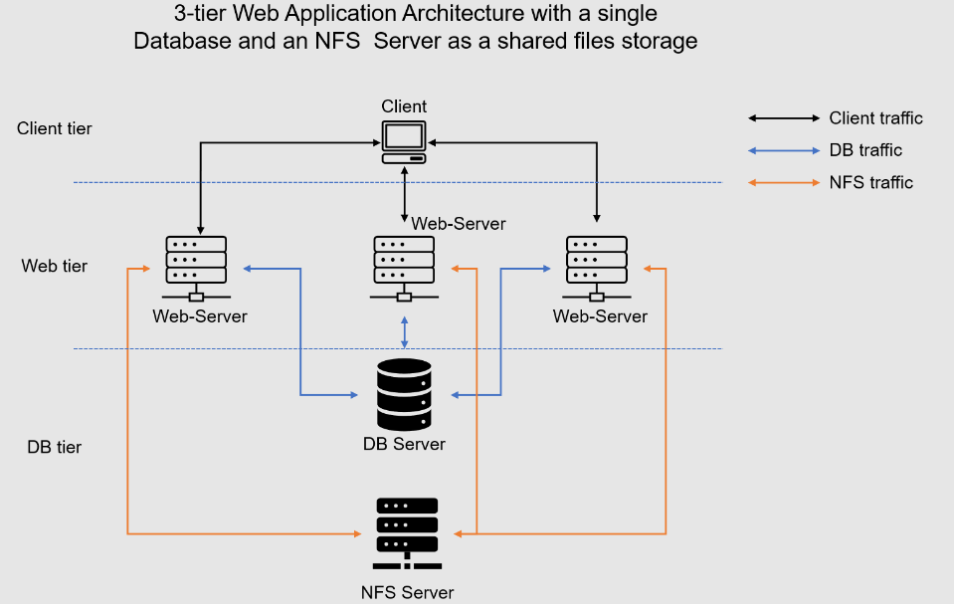 3-tier Web Application Architecture with a single
Database and an NFS  Server as a shared files storage
Client
Client tier
Client traffic
DB traffic
NFS traffic
Web-Server
Web tier
Web-Server
Web-Server
DB Server
DB tier
NFS Server